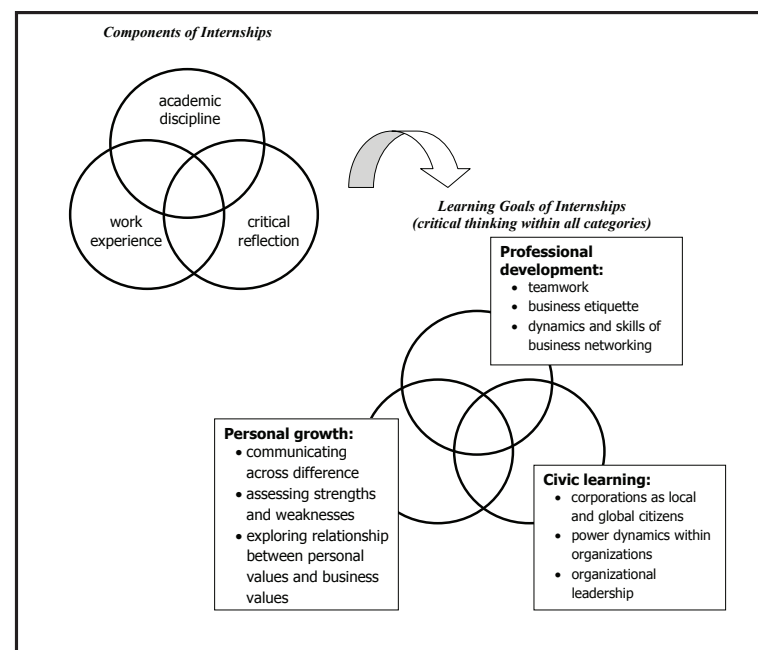 Components of Internships
academic
discipline
work
experience
critical
reflection
Learning Goals of Internships
(critical thinking within all categories)
Professional
development:
• teamwork
• business etiquette
• dynamics and skills of
business networking
Personal growth:
• communicating
across difference
• assessing strengths
and weaknesses
• exploring relationship
between personal
values and business
values
Civic learning:
• corporations as local
and global citizens
• power dynamics within
organizations
• organizational
leadership